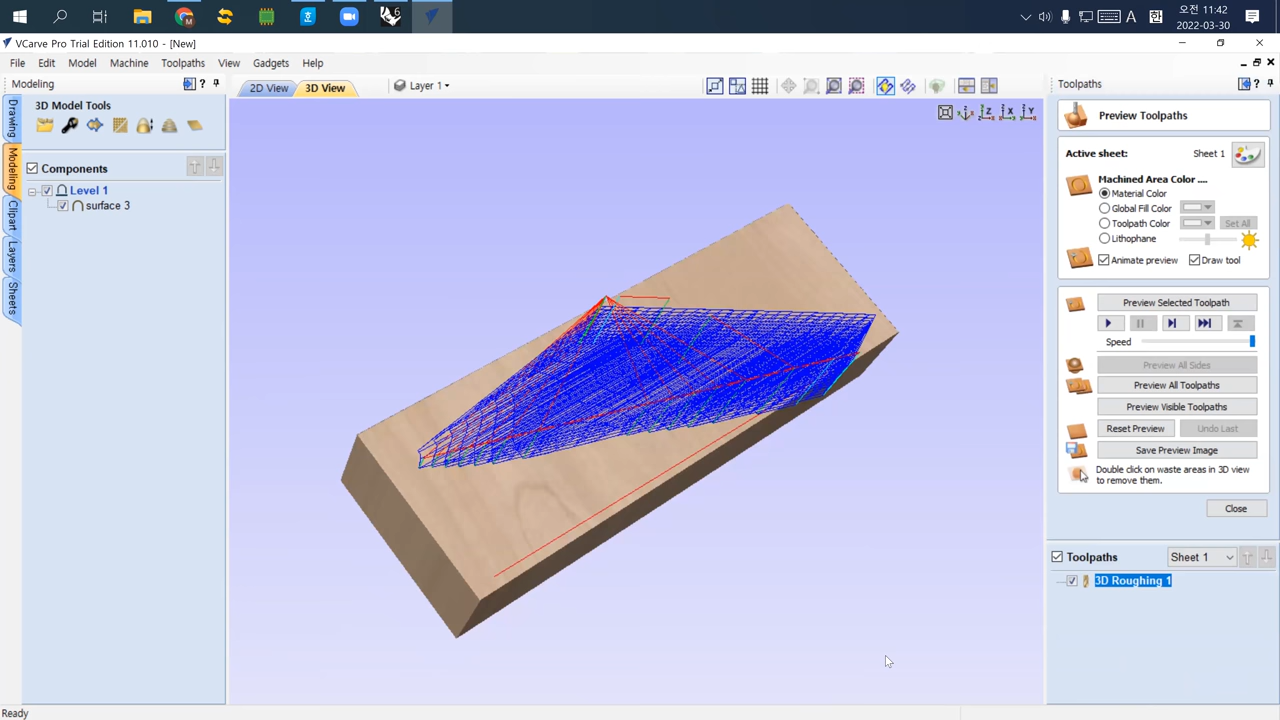 6
A
한
AM 11:42
2022-03-30
VCarve Pro Trial Edition 11.010 - [New]
File Edit Model Machine Toolpaths View Gadgets Help
Modeling ?
2D View 3D View Layer 1
Toolpaths ?
3D Model Tools
Components
Level 1
surface 3
Drawing
Modeling
Clipart
Layers
Sheets
Z X Y
Preview Toolpaths
Active sheet: Sheet 1
Machined Area Color ....
Material Color
Global Fill Color
Toolpath Color Set All
Lithophane
Animate preview Draw tool
Preview Selected Toolpath
Speed
Preview All Sides
Preview All Toolpaths
Preview Visible Toolpaths
Reset Preview Undo Last
Save Preview Image
Double click on waste areas in 3D view
to remove them.
Close
Toolpaths Sheet 1
3D Roughing 1
Ready